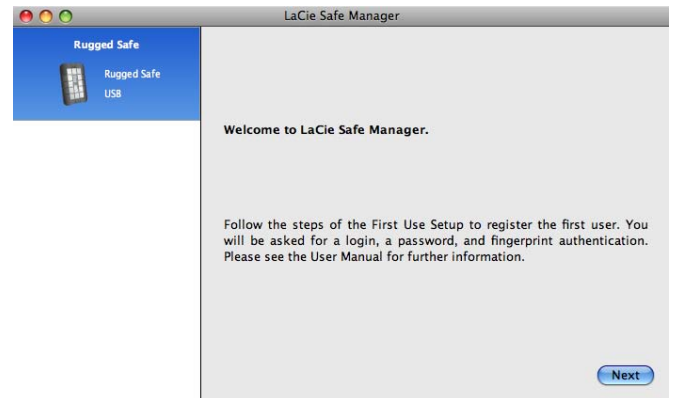 LaCie Safe Manager
Rugged Safe
Rugged Safe
USB
Welcome to LaCie Safe Manager.
Follow the steps of the First Use Setup to register the first user. You
will be asked for a login, a password, and fingerprint authentication.
Please see the User Manual for further information.
Next